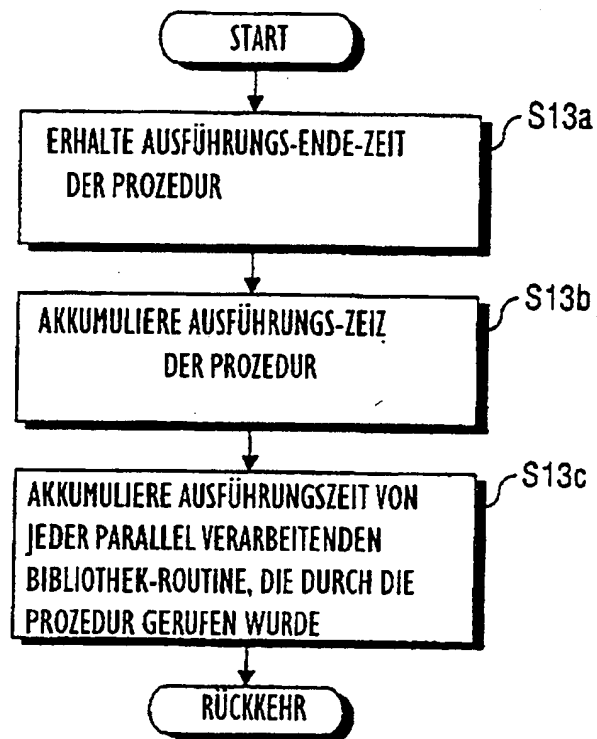 START
S13a
ERHALTE AUSFÜHRUNGS-ENDE-ZEIT
DER PROZEDUR
S13b
AKKUMULIERE AUSFÜHRUNGS-ZEIZ
DER PROZEDUR
S13c
AKKUMULIERE AUSFÜHRUNGSZEIT VON
JEDER PARALLEL VERARBEITENDEN
BIBLIOTHEK-ROUTINE, DIE DURCH DIE
PROZEDUR GERUFEN WURDE
RÜCKKEHR